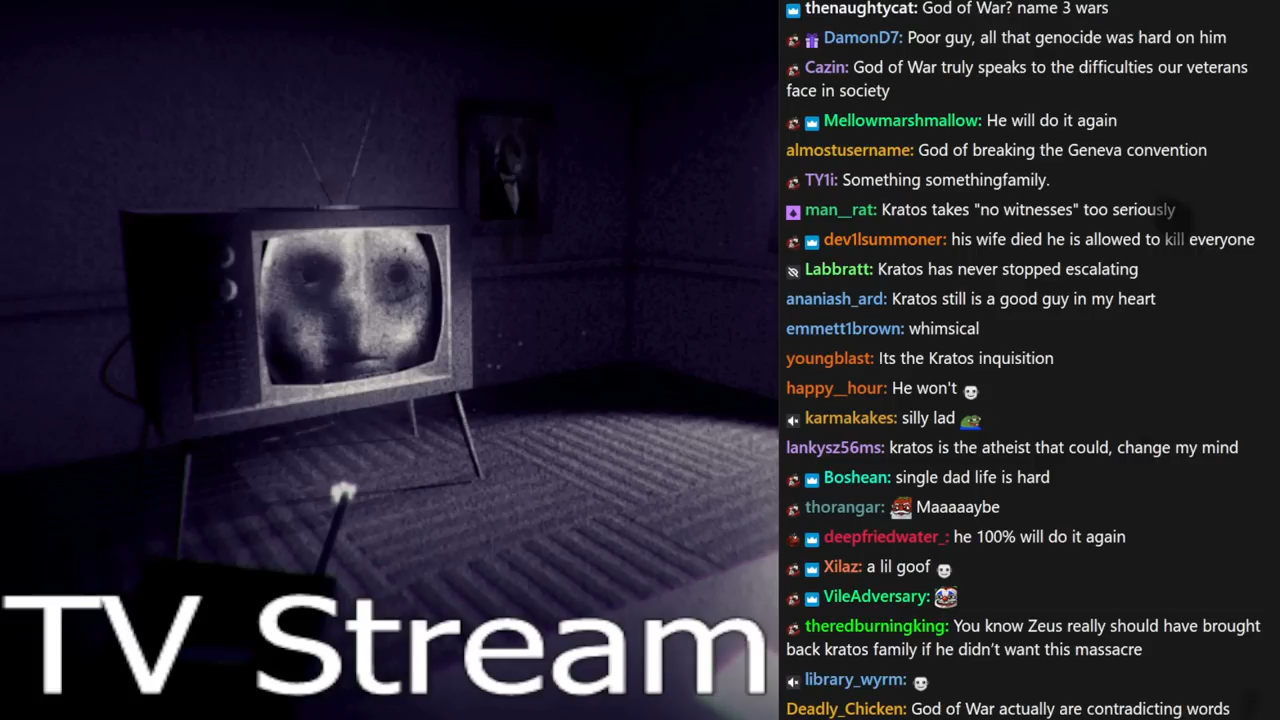 thenaughtycat: God of War? name 3 wars
DamonD7: Poor guy, all that genocide was hard on him
Cazin: God of War truly speaks to the difficulties our veterans
face in society
Mellowmarshmallow: He will do it again
almostusername: God of breaking the Geneva convention
TY1i: Something somethingfamily.
man__rat: Kratos takes "no witnesses" too seriously
dev1lsummoner: his wife died he is allowed to kill everyone
Labbratt: Kratos has never stopped escalating
ananiash_ard: Kratos still is a good guy in my heart
emmett1brown: whimsical
youngblast: Its the Kratos inquisition
happy__hour: He won't
karmakakes: silly lad
lankysz56ms: kratos is the atheist that could, change my mind
Boshean: single dad life is hard
thorangar: Maaaaaybe
deepfriedwater_: he 100% will do it again
Xilaz: a lil goof
VileAdversary:
theredburningking: You know Zeus really should have brought
back kratos family if he didn't want this massacre
library_wyrm:
Deadly_Chicken: God of War actually are contradicting words
TV Stream